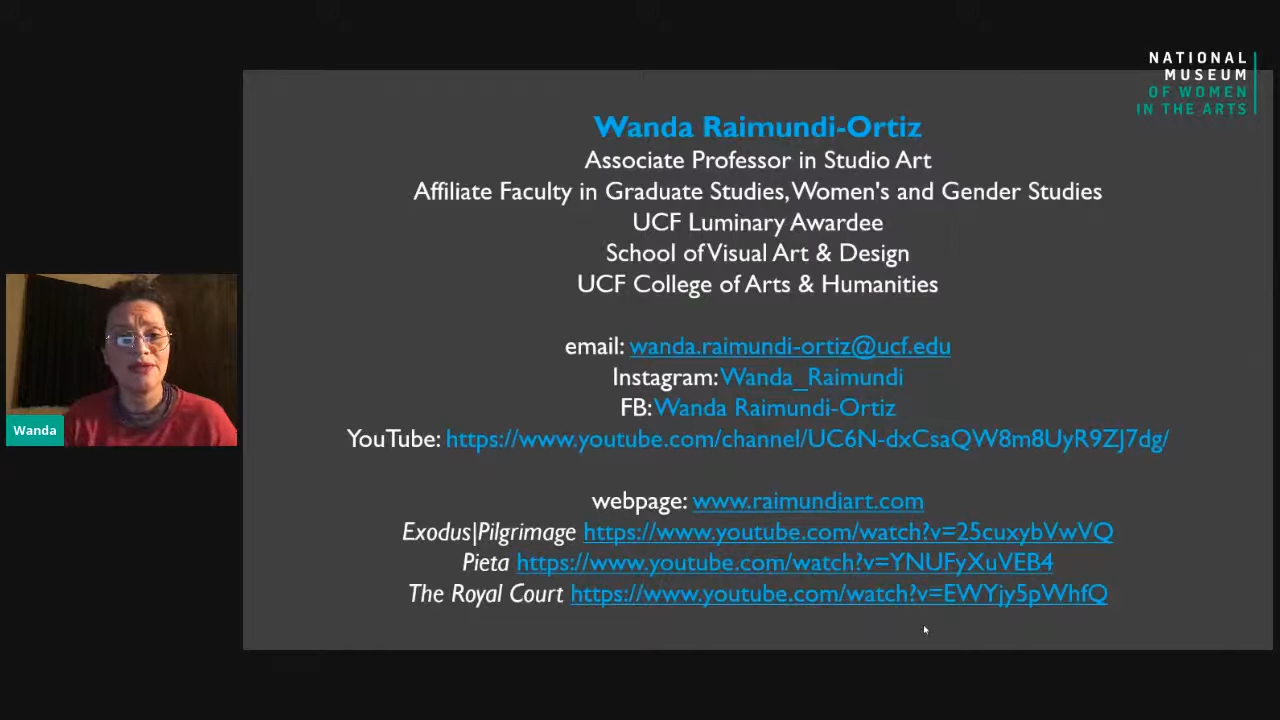 NATIONAL
MUSEUM
OF WOMEN
IN THE ARTS
Wanda Raimundi-Ortiz
Associate Professor in Studio Art
Affiliate Faculty in Graduate Studies, Women's and Gender Studies
UCF Luminary Awardee
School of Visual Art & Design
UCF College of Arts & Humanities
email: wanda.raimundi-ortiz@ucf.edu
Instagram: Wanda_Raimundi
FB: Wanda Raimundi-Ortiz
YouTube: https://www.youtube.com/channel/UC6N-dxCsaQW8m8UyR9ZJ7dg/
webpage: www.raimundiart.com
Exodus|Pilgrimage https://www.youtube.com/watch?v=25cuxybVwVQ
Pieta https://www.youtube.com/watch?v=YNUFyXuVEB4
The Royal Court https://www.youtube.com/watch?v=EWYjy5pWhfQ
Wanda